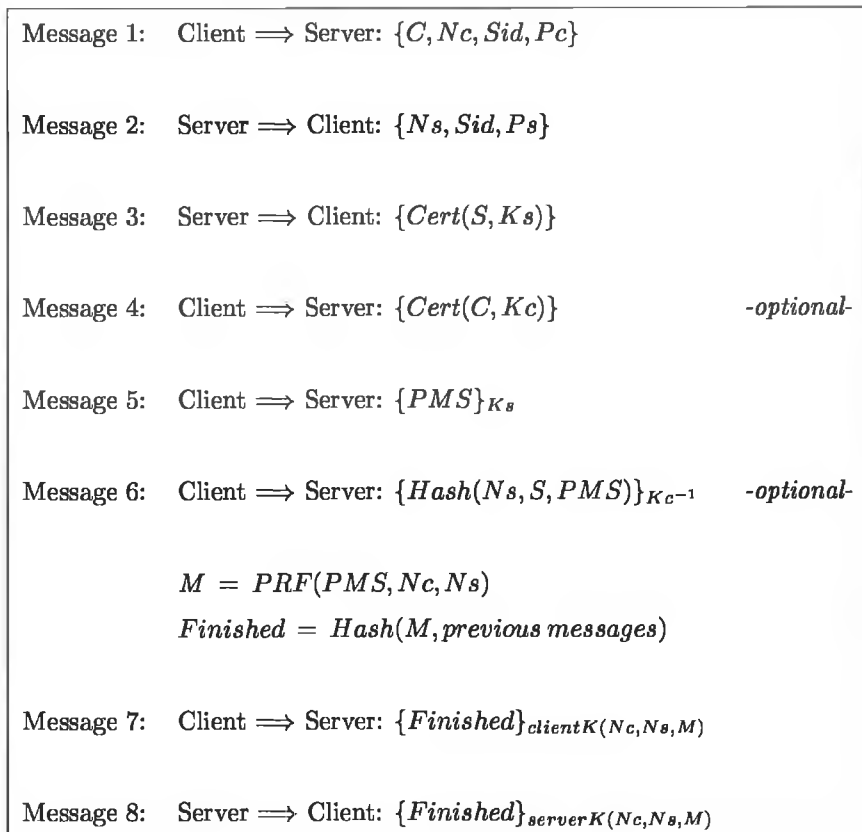 Message 1: Client ⟹ Server: {C, Nc, Sid, Pc}
Message 2: Server ⟹ Client: {Ns, Sid, Ps}
Message 3: Server ⟹ Client: {Cert(S, Ks)}
Message 4: Client ⟹ Server: {Cert(C, Kc)} -optional-
Message 5: Client ⟹ Server: {PMS}_{Ks}
Message 6: Client ⟹ Server: {Hash(Ns, S, PMS)}_{Kc^{-1}} -optional-
M = PRF(PMS, Nc, Ns)
Finished = Hash(M, previous messages)
Message 7: Client ⟹ Server: {Finished}_{clientK(Nc,Ns,M)}
Message 8: Server ⟹ Client: {Finished}_{serverK(Nc,Ns,M)}